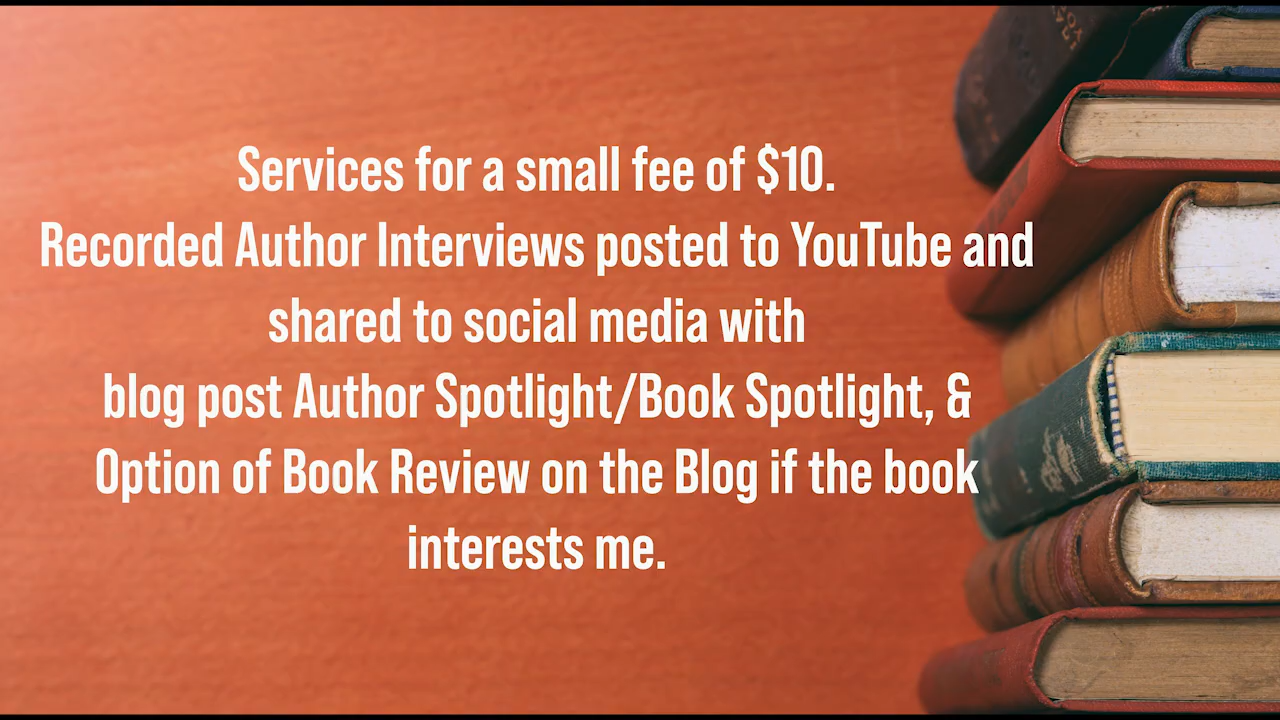 Services for a small fee of $10.
Recorded Author Interviews posted to YouTube and
shared to social media with
blog post Author Spotlight/Book Spotlight, &
Option of Book Review on the Blog if the book
interests me.